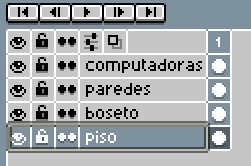 1
computadoras
paredes
boseto
piso